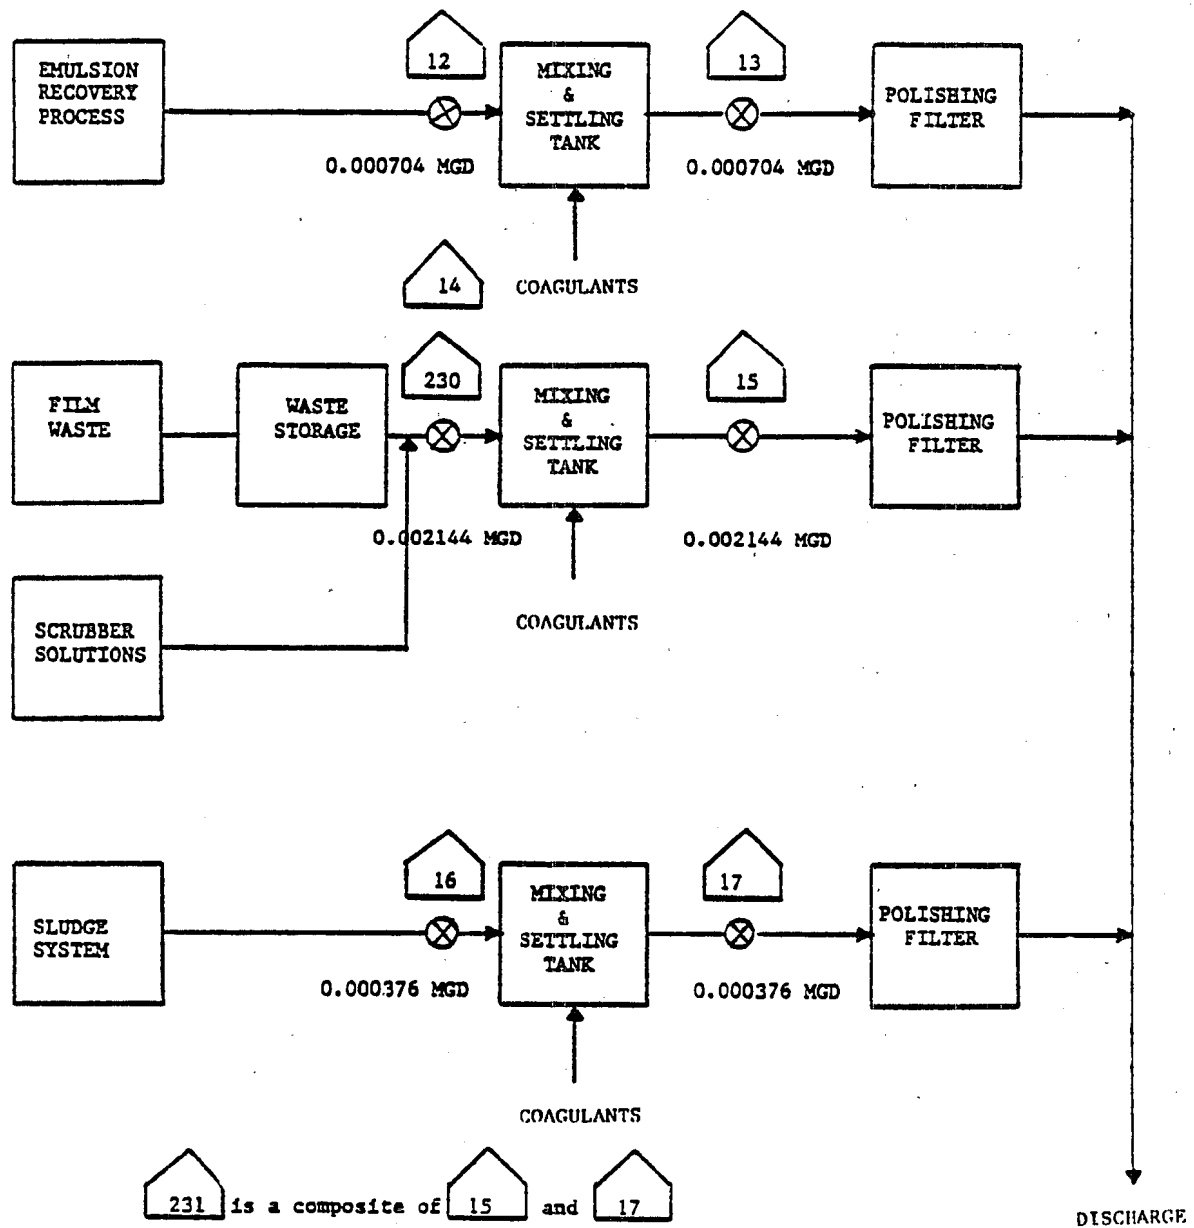 12
13
EMULSION
RECOVERY
PROCESS
MIXING
&
SETTLING
TANK
POLISHING
FILTER
0.000704 MGD
0.000704 MGD
14
COAGULANTS
230
15
FILM
WASTE
WASTE
STORAGE
MIXING
&
SETTLING
TANK
POLISHING
FILTER
0.002144 MGD
0.002144 MGD
COAGULANTS
SCRUBBER
SOLUTIONS
16
17
SLUDGE
SYSTEM
MIXING
&
SETTLING
TANK
POLISHING
FILTER
0.000376 MGD
0.000376 MGD
COAGULANTS
231 is a composite of 15 and 17
DISCHARGE